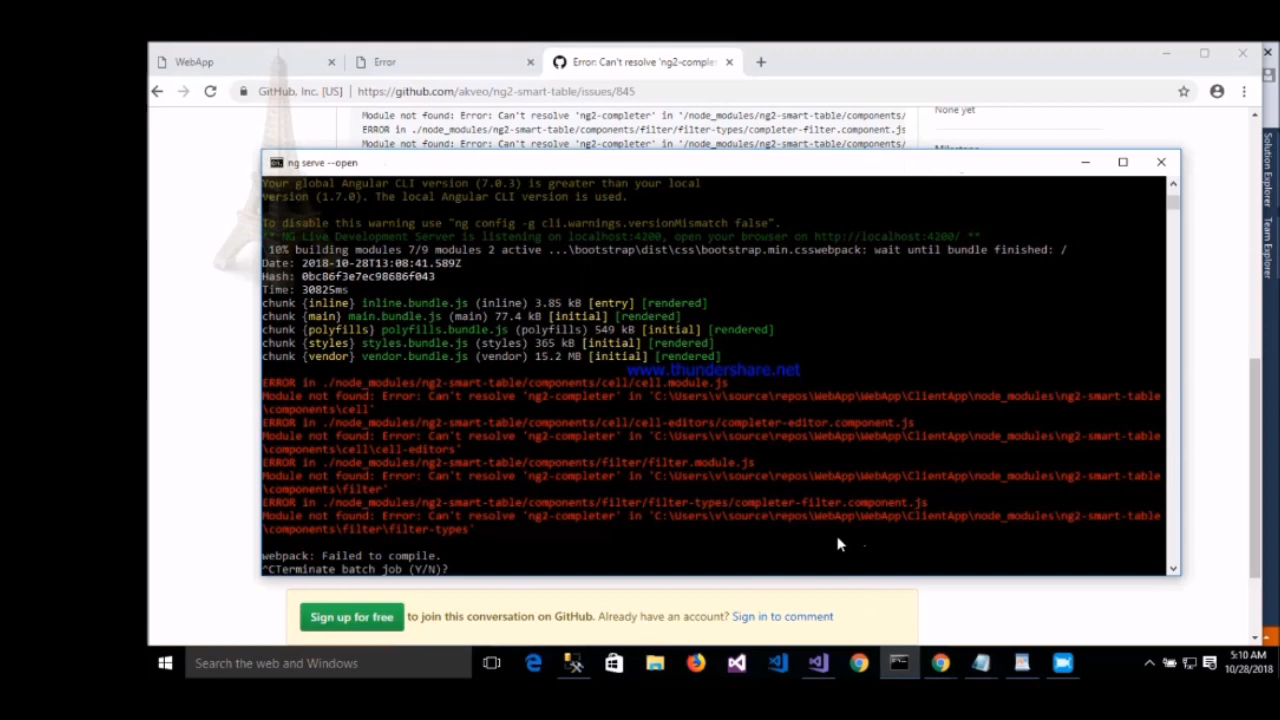 WebApp
Error
Error: Can't resolve 'ng2-comple
GitHub, Inc. [US] | https://github.com/akveo/ng2-smart-table/issues/845
Module not found: Error: Can't resolve 'ng2-completer' in '/node_modules/ng2-smart-table/components/
None yet
ERROR in ./node_modules/ng2-smart-table/components/filter/filter-types/completer-filter.component.js
Module not found: Error: Can't resolve 'ng2-completer' in '/node_modules/ng2-smart-table/components/
Milestone
Solution Explorer
Team Explorer
ng serve --open
Your global Angular CLI version (7.0.3) is greater than your local
version (1.7.0). The local Angular CLI version is used.
To disable this warning use "ng config -g cli.warnings.versionMismatch false".
** NG Live Development Server is listening on localhost:4200, open your browser on http://localhost:4200/ **
10% building modules 7/9 modules 2 active ...\bootstrap\dist\css\bootstrap.min.csswebpack: wait until bundle finished: /
Date: 2018-10-28T13:08:41.589Z
Hash: 0bc86f3e7ec98686f043
Time: 30825ms
chunk {inline} inline.bundle.js (inline) 3.85 kB [entry] [rendered]
chunk {main} main.bundle.js (main) 77.4 kB [initial] [rendered]
chunk {polyfills} polyfills.bundle.js (polyfills) 549 kB [initial] [rendered]
chunk {styles} styles.bundle.js (styles) 365 kB [initial] [rendered]
chunk {vendor} vendor.bundle.js (vendor) 15.2 MB [initial] [rendered]
www.thundershare.net
ERROR in ./node_modules/ng2-smart-table/components/cell/cell.module.js
Module not found: Error: Can't resolve 'ng2-completer' in 'C:\Users\v\source\repos\WebApp\WebApp\ClientApp\node_modules\ng2-smart-table
\components\cell'
ERROR in ./node_modules/ng2-smart-table/components/cell/cell-editors/completer-editor.component.js
Module not found: Error: Can't resolve 'ng2-completer' in 'C:\Users\v\source\repos\WebApp\WebApp\ClientApp\node_modules\ng2-smart-table
\components\cell\cell-editors'
ERROR in ./node_modules/ng2-smart-table/components/filter/filter.module.js
Module not found: Error: Can't resolve 'ng2-completer' in 'C:\Users\v\source\repos\WebApp\WebApp\ClientApp\node_modules\ng2-smart-table
\components\filter'
ERROR in ./node_modules/ng2-smart-table/components/filter/filter-types/completer-filter.component.js
Module not found: Error: Can't resolve 'ng2-completer' in 'C:\Users\v\source\repos\WebApp\WebApp\ClientApp\node_modules\ng2-smart-table
\components\filter\filter-types'
webpack: Failed to compile.
^CTerminate batch job (Y/N)?
Sign up for free to join this conversation on GitHub. Already have an account? Sign in to comment
Search the web and Windows
5:10 AM
10/28/2018